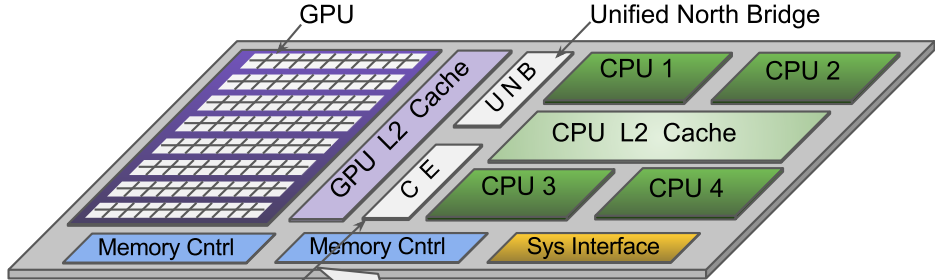 GPU
Unified North Bridge
GPU L2 Cache
UNB
CPU 1
CPU 2
CPU L2 Cache
C E
CPU 3
CPU 4
Memory Cntrl
Memory Cntrl
Sys Interface